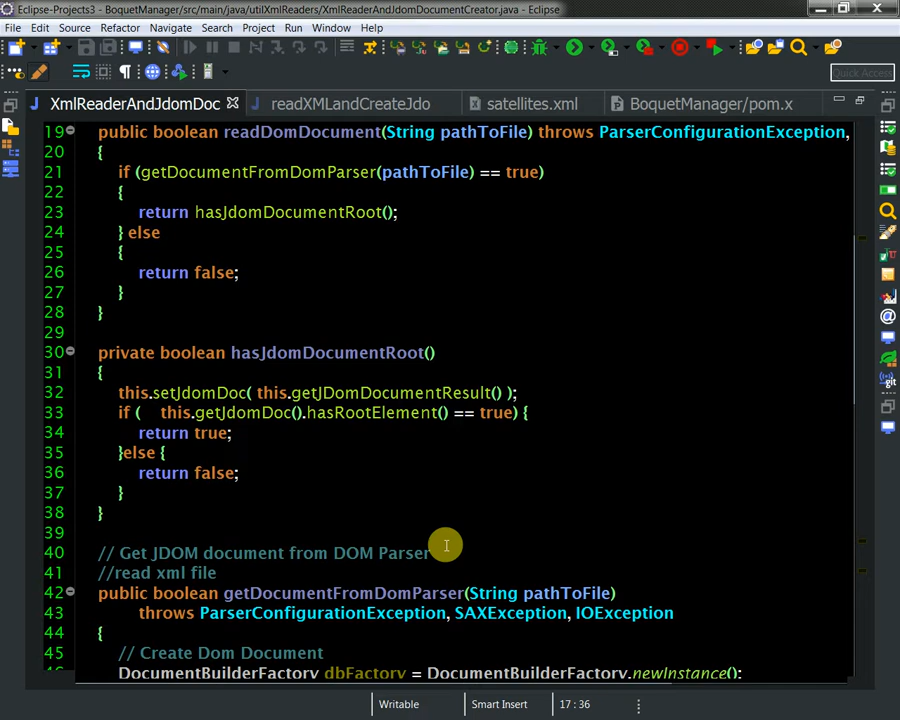 Eclipse-Projects3 - BoquetManager/src/main/java/utilXmlReaders/XmlReaderAndJdomDocumentCreator.java - Eclipse
File Edit Source Refactor Navigate Search Project Run Window Help
Quick Access
XmlReaderAndJdomDoc readXMLandCreateJdo satellites.xml BoquetManager/pom.x
19 public boolean readDomDocument(String pathToFile) throws ParserConfigurationException,
20 {
21 if (getDocumentFromDomParser(pathToFile) == true)
22 {
23 return hasJdomDocumentRoot();
24 } else
25 {
26 return false;
27 }
28 }
29
30 private boolean hasJdomDocumentRoot()
31 {
32 this.setJdomDoc( this.getJDomDocumentResult() );
33 if ( this.getJdomDoc().hasRootElement() == true) {
34 return true;
35 }else {
36 return false;
37 }
38 }
39
40 // Get JDOM document from DOM Parser
41 //read xml file
42 public boolean getDocumentFromDomParser(String pathToFile)
43 throws ParserConfigurationException, SAXException, IOException
44 {
45 // Create Dom Document
46 DocumentBuilderFactory dbFactory = DocumentBuilderFactory.newInstance();
Writable Smart Insert 17 : 36